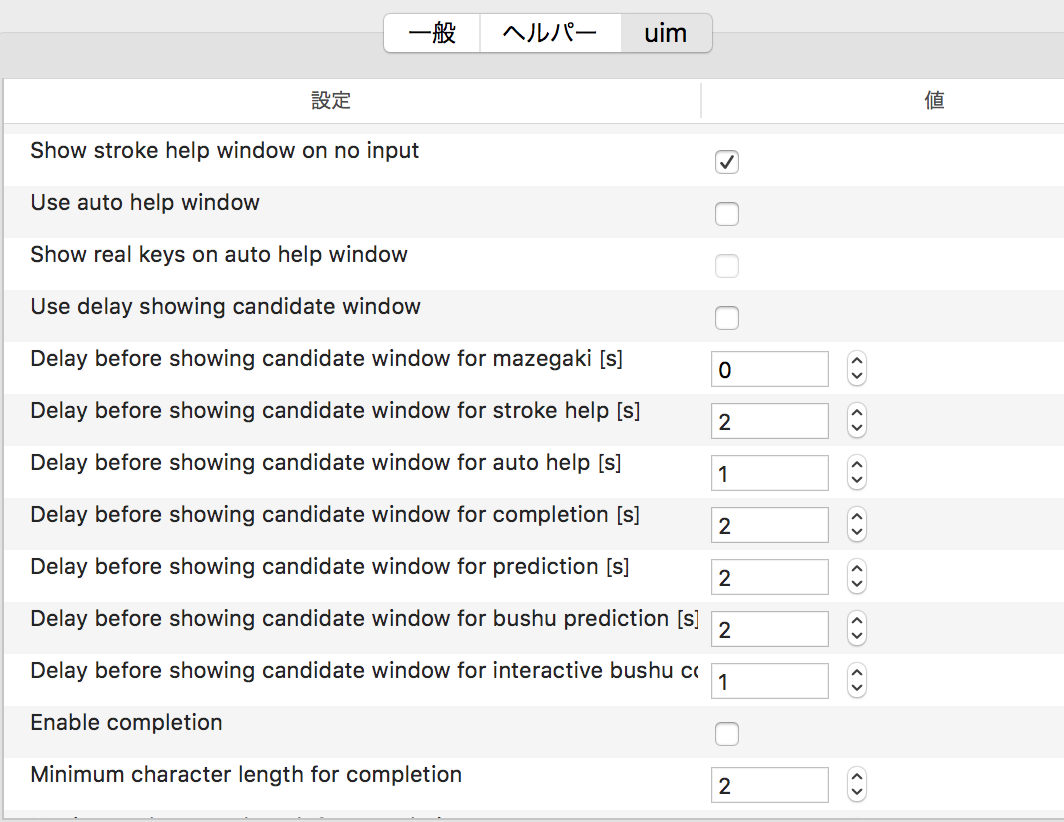 一般 ヘルパー uim
設定 値
Show stroke help window on no input
Use auto help window
Show real keys on auto help window
Use delay showing candidate window
Delay before showing candidate window for mazegaki [s] 0
Delay before showing candidate window for stroke help [s] 2
Delay before showing candidate window for auto help [s] 1
Delay before showing candidate window for completion [s] 2
Delay before showing candidate window for prediction [s] 2
Delay before showing candidate window for bushu prediction [s] 2
Delay before showing candidate window for interactive bushu 1
Enable completion
Minimum character length for completion 2